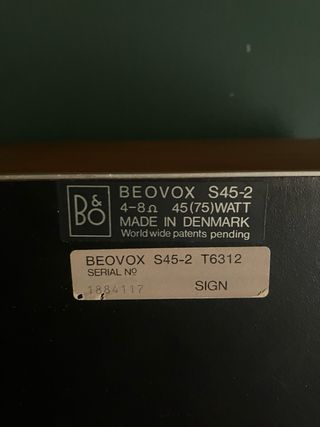 B&O
BEOVOX S45-2
4-8Ω 45(75)WATT
MADE IN DENMARK
World wide patents pending
BEOVOX S45-2 T6312
SERIAL Nº
1884117
SIGN